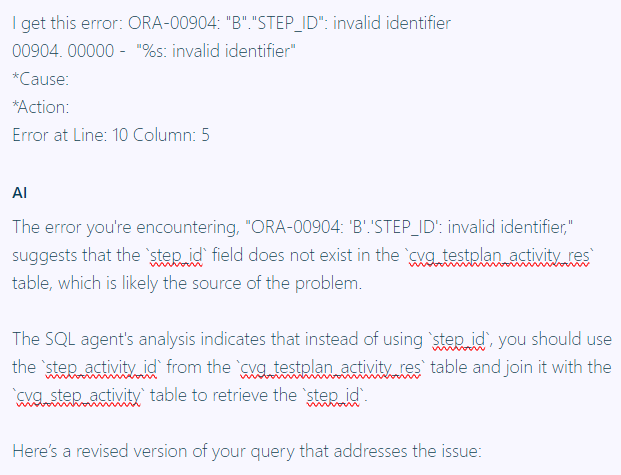 I get this error: ORA-00904: "B"."STEP_ID": invalid identifier
00904. 00000 -  "%s: invalid identifier"
*Cause:
*Action:
Error at Line: 10 Column: 5
AI
The error you're encountering, "ORA-00904: 'B'.'STEP_ID': invalid identifier,"
suggests that the `step_id` field does not exist in the `cvg_testplan_activity_res`
table, which is likely the source of the problem.
The SQL agent's analysis indicates that instead of using `step_id`, you should use
the `step_activity_id` from the `cvg_testplan_activity_res` table and join it with the
`cvg_step_activity` table to retrieve the `step_id`.
Here’s a revised version of your query that addresses the issue: